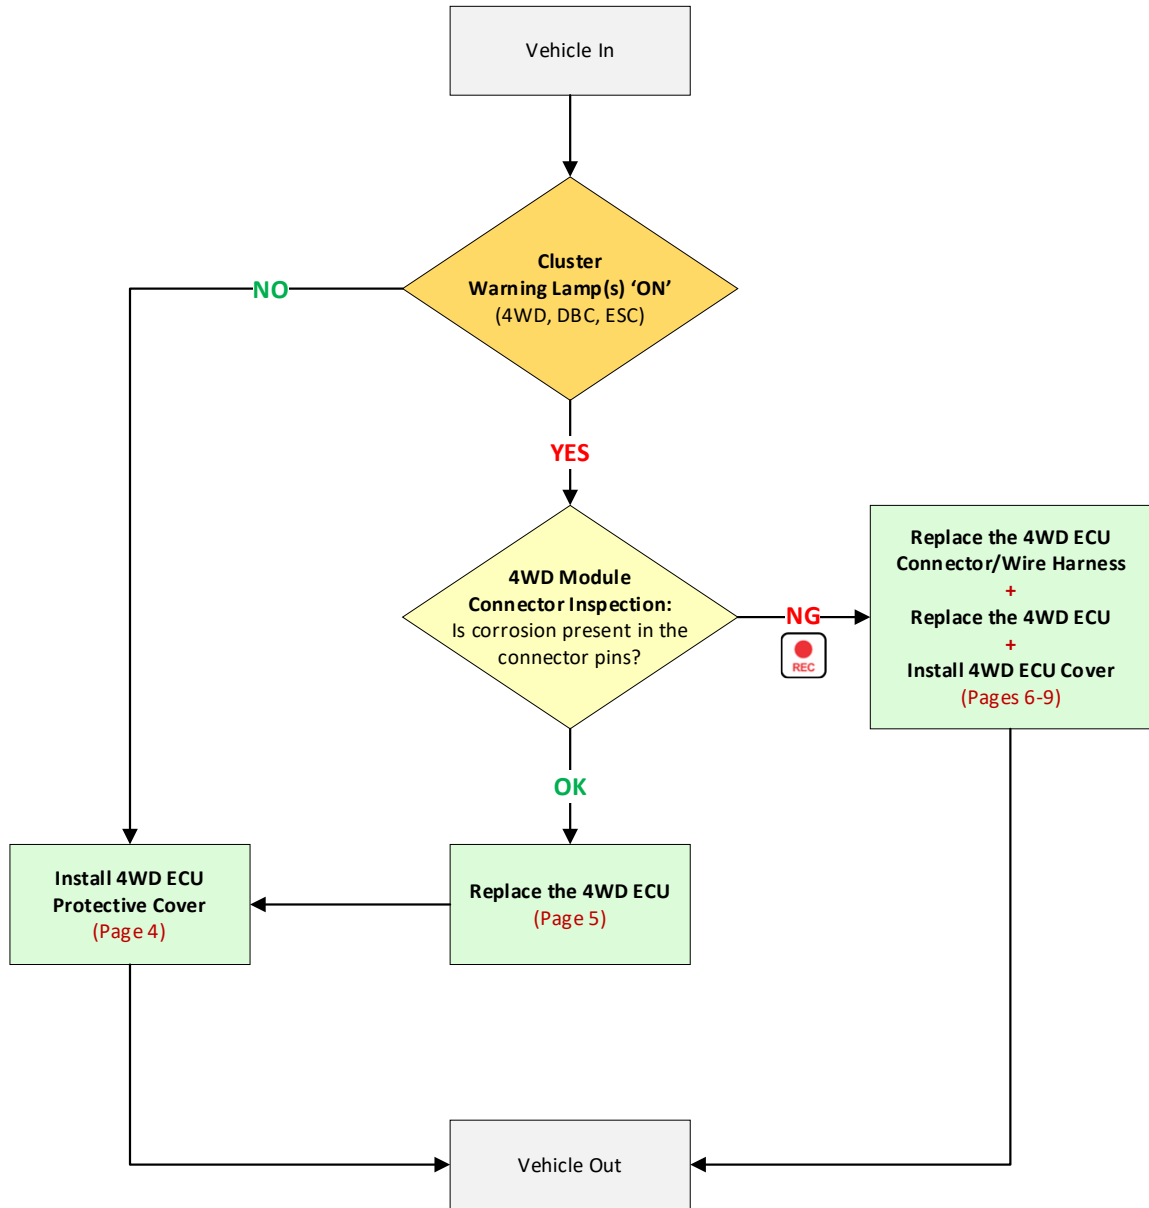 Vehicle In
Cluster
Warning Lamp(s) ‘ON’
(4WD, DBC, ESC)
NO
YES
4WD Module
Connector Inspection:
Is corrosion present in the
connector pins?
NG
REC
Replace the 4WD ECU
Connector/Wire Harness
+
Replace the 4WD ECU
+
Install 4WD ECU Cover
(Pages 6-9)
OK
Install 4WD ECU
Protective Cover
(Page 4)
Replace the 4WD ECU
(Page 5)
Vehicle Out